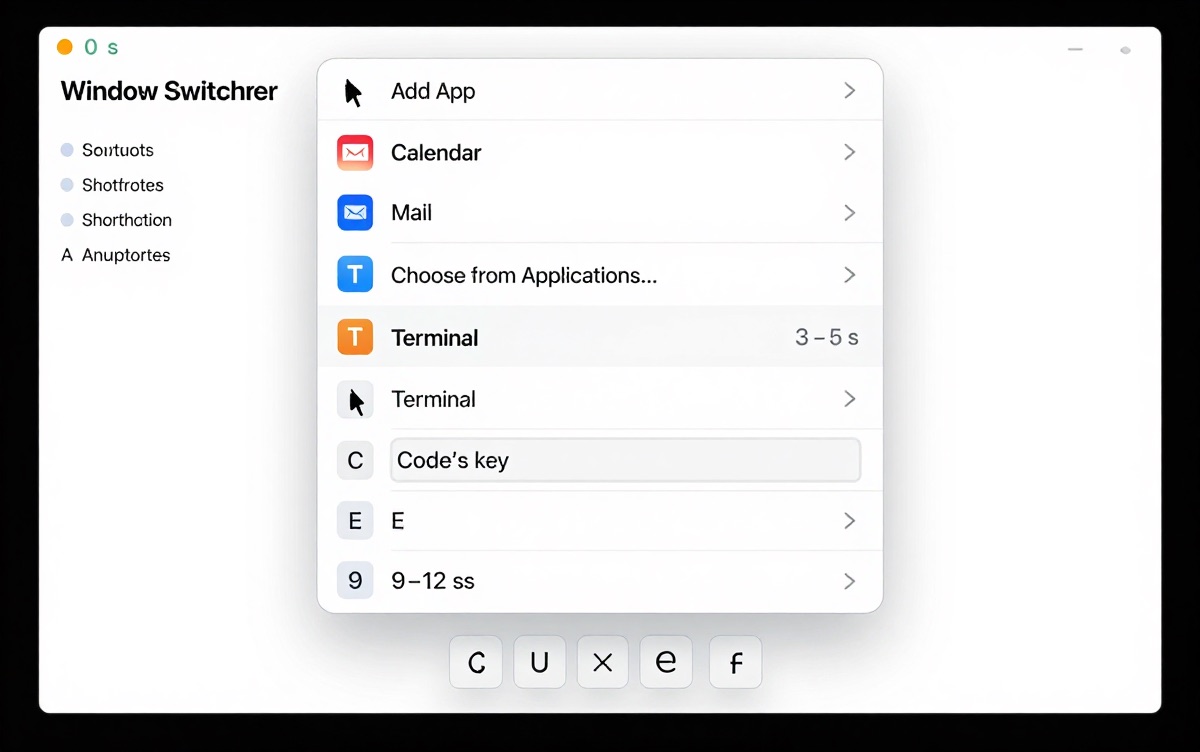 0 s
Window Switchrer
Soıtuots
Shotfrotes
Shorthction
A Anuptortes
Add App
Calendar
Mail
T Choose from Applications...
T Terminal 3–5 s
Terminal
C Code's key
E E
9 9–12 ss
C U X e f